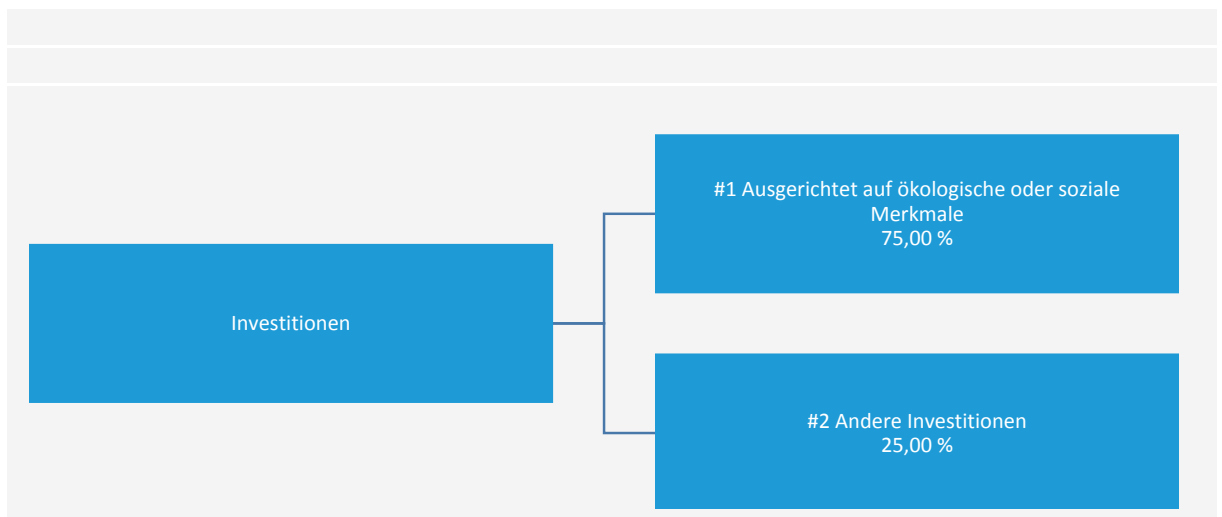 #1 Ausgerichtet auf ökologische oder soziale
Merkmale
75,00 %
Investitionen
#2 Andere Investitionen
25,00 %